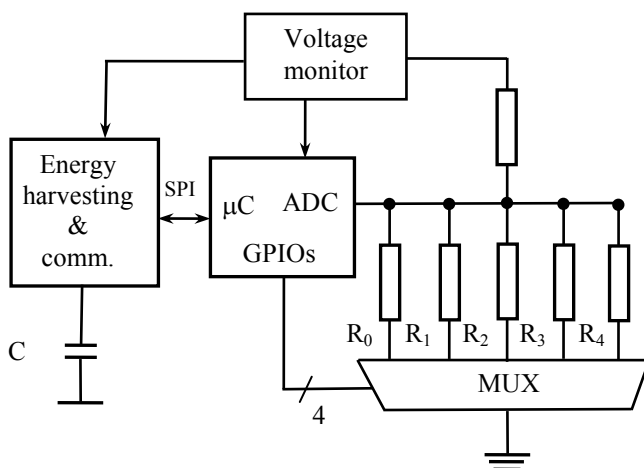 Voltage
monitor
Energy
harvesting
&
comm.
SPI
μC ADC
GPIOs
R0 R1 R2 R3 R4
C
MUX
4